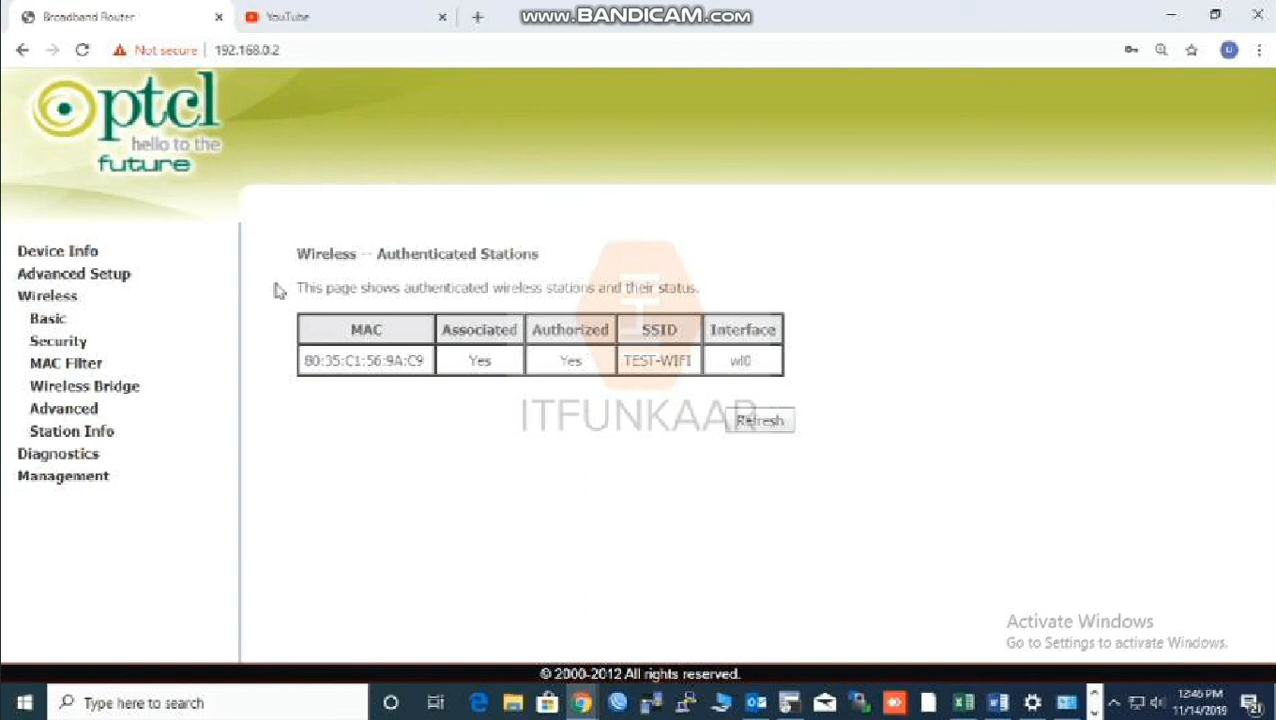 Broadband Router
YouTube
www.BANDICAM.com
Not secure
192.168.0.2
U
ptcl
hello to the
future
Device Info
Advanced Setup
Wireless
Basic
Security
MAC Filter
Wireless Bridge
Advanced
Station Info
Diagnostics
Management
Wireless -- Authenticated Stations
This page shows authenticated wireless stations and their status.
MAC Associated Authorized SSID Interface
80:35:C1:56:9A:C9 Yes Yes TEST-WIFI wl0
ITFUNKAAR
Refresh
Activate Windows
Go to Settings to activate Windows.
© 2000-2012 All rights reserved.
Type here to search
12:46 PM
11/14/2019